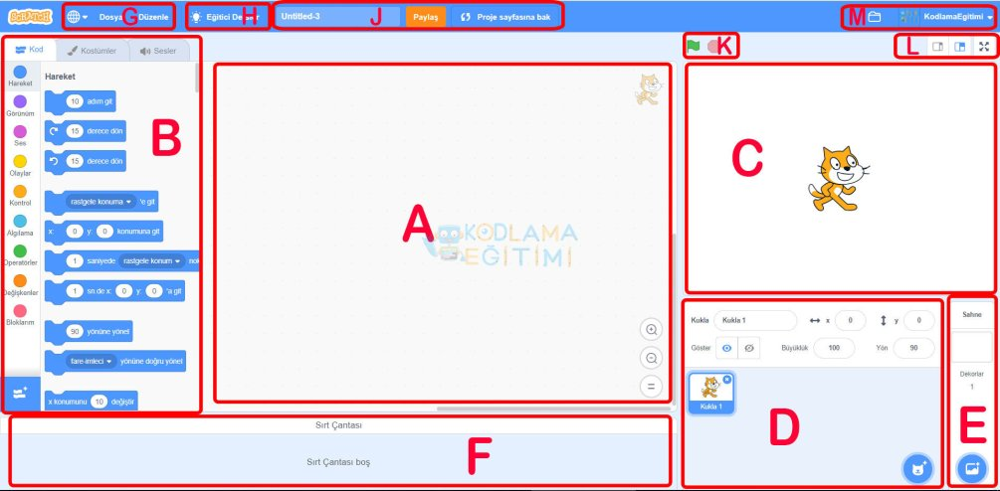 SCRATCH
Dosya Düzenle
G
Eğitici
H
Untitled-3
J
Paylaş
Proje sayfasına bak
M
KodlamaEgitimi
Kod
Kostümler
Sesler
K
L
Hareket
Görünüm
Ses
Olaylar
Kontrol
Algılama
Operatörler
Değişkenler
Bloklarım
Hareket
10 adım git
15 derece dön
15 derece dön
B
rastgele konuma 'e git
x: 0 y: 0 konumuna git
1 saniyede rastgele konum
1 sn.de x: 0 y: 0 'a git
90 yönüne yönel
fare-imleci yönüne doğru yönel
x konumunu 10 değiştir
A
KODLAMA
EĞİTİMİ
C
Kukla Kukla 1 x 0 y 0
Göster Büyüklük 100 Yön 90
Kukla 1
D
Sahne
Dekorlar
1
E
Sırt Çantası
Sırt Çantası boş
F